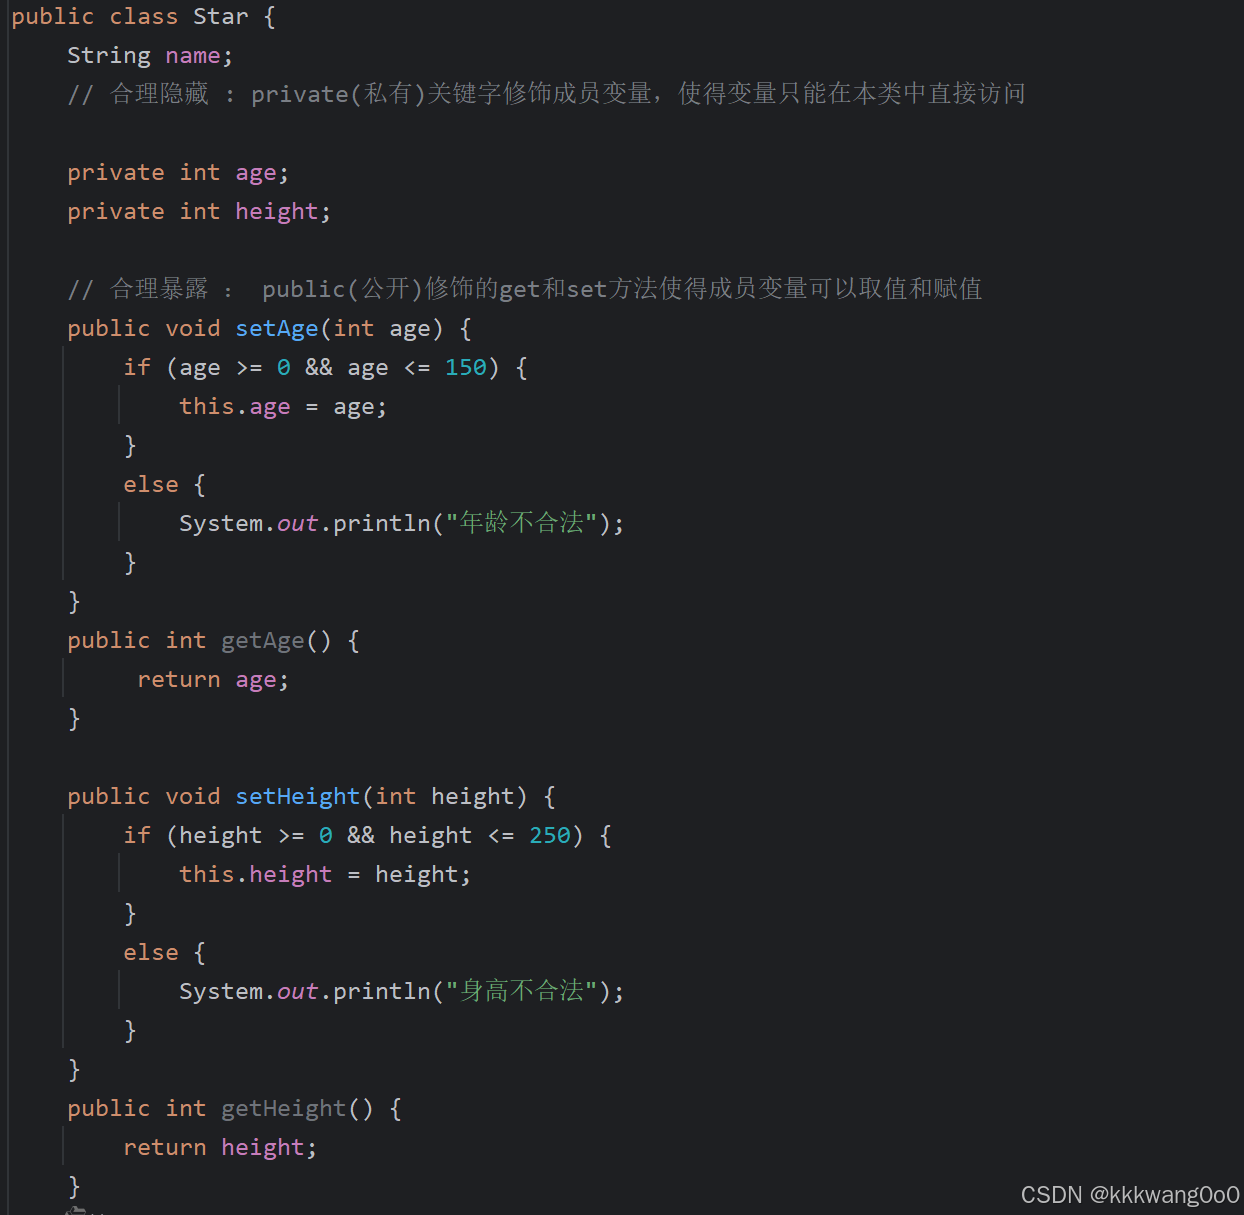 public class Star {
String name;
// 合理隐藏 : private(私有)关键字修饰成员变量，使得变量只能在本类中直接访问
private int age;
private int height;
// 合理暴露 : public(公开)修饰的get和set方法使得成员变量可以取值和赋值
public void setAge(int age) {
if (age >= 0 && age <= 150) {
this.age = age;
}
else {
System.out.println("年龄不合法");
}
}
public int getAge() {
return age;
}
public void setHeight(int height) {
if (height >= 0 && height <= 250) {
this.height = height;
}
else {
System.out.println("身高不合法");
}
}
public int getHeight() {
return height;
}
CSDN @kkkwang0o0